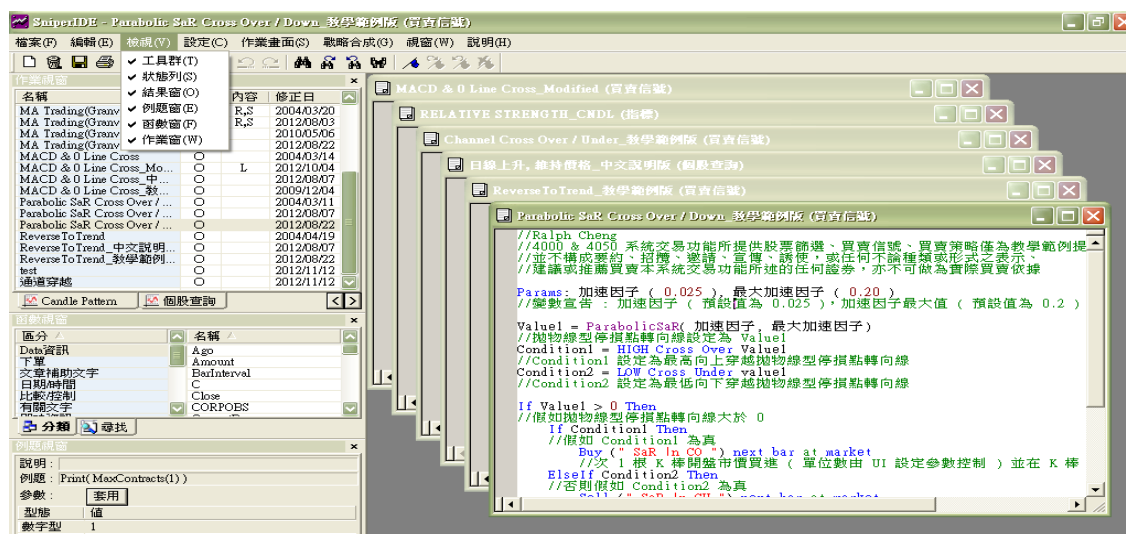 SniperIDE - Parabolic SaR Cross Over / Down_教學範例版 (買賣信號)
檔案(F) 編輯(E) 檢視(V) 設定(C) 作業畫面(S) 戰略合成(G) 視窗(W) 說明(H)
✓ 工具群(T)
✓ 狀態列(S)
✓ 結果窗(O)
✓ 例題窗(E)
✓ 函數窗(F)
✓ 作業窗(W)
作業視窗
名稱 內容 修正日
MA Trading(Granv R,S 2004/03/20
MA Trading(Granv R,S 2012/08/03
MA Trading(Granv 2010/05/06
MA Trading(Granv 2012/08/22
MACD & 0 Line Cross O 2004/03/14
MACD & 0 Line Cross_Mo... O L 2012/10/04
MACD & 0 Line Cross_中... O 2012/08/07
MACD & 0 Line Cross_教... O 2009/12/04
Parabolic SaR Cross Over / ... O 2004/03/11
Parabolic SaR Cross Over / ... O 2012/08/07
Parabolic SaR Cross Over / ... O 2012/08/22
ReverseToTrend O 2004/04/19
ReverseToTrend_中文說明... O 2012/08/07
ReverseToTrend_教學範例... O 2012/08/22
test O 2012/11/12
通道穿越 O 2012/11/12
Candle Pattern 個股查詢
函數視窗
區分 名稱
Data資訊 Ago
下單 Amount
文章補助文字 BarInterval
日期/時間 C
比較/控制 Close
有關文字 CORPOBS
分類 尋找
例題視窗
說明 :
例題 : Print( MaxContracts(1) )
參數 : 套用
型態 值
數字型 1
MACD & 0 Line Cross_Modified (買賣信號)
RELATIVE STRENGTH_CNDL (指標)
Channel Cross Over / Under_教學範例版 (買賣信號)
日線上升, 維持價格_中文說明版 (個股查詢)
ReverseToTrend_教學範例版 (買賣信號)
Parabolic SaR Cross Over / Down_教學範例版 (買賣信號)
//Ralph Cheng
//4000 & 4050 系統交易功能所提供股票篩選、買賣信號、買賣策略僅為教學範例提
//並不構成要約、招攬、邀請、宣傳、誘使，或任何不論種類或形式之表示、
//建議或推薦買賣本系統交易功能所述的任何證券，亦不可做為實際買賣依據
Params: 加速因子 ( 0.025 ), 最大加速因子 ( 0.20 )
//變數宣告 : 加速因子 ( 預設值為 0.025 )，加速因子最大值 ( 預設值為 0.2 )
Value1 = ParabolicSaR( 加速因子, 最大加速因子)
//拋物線型停損點轉向線設定為 Value1
Condition1 = HIGH Cross Over Value1
//Condition1 設定為最高向上穿越拋物線型停損點轉向線
Condition2 = LOW Cross Under value1
//Condition2 設定為最低向下穿越拋物線型停損點轉向線
If Value1 > 0 Then
//假如拋物線型停損點轉向線大於 0
If Condition1 Then
//假如 Condition1 為真
Buy (" SaR In CO ") next bar at market
//次 1 根 K 棒開盤市價買進 ( 單位數由 UI 設定參數控制 ) 並在 K 棒
ElseIf Condition2 Then
//否則假如 Condition2 為真